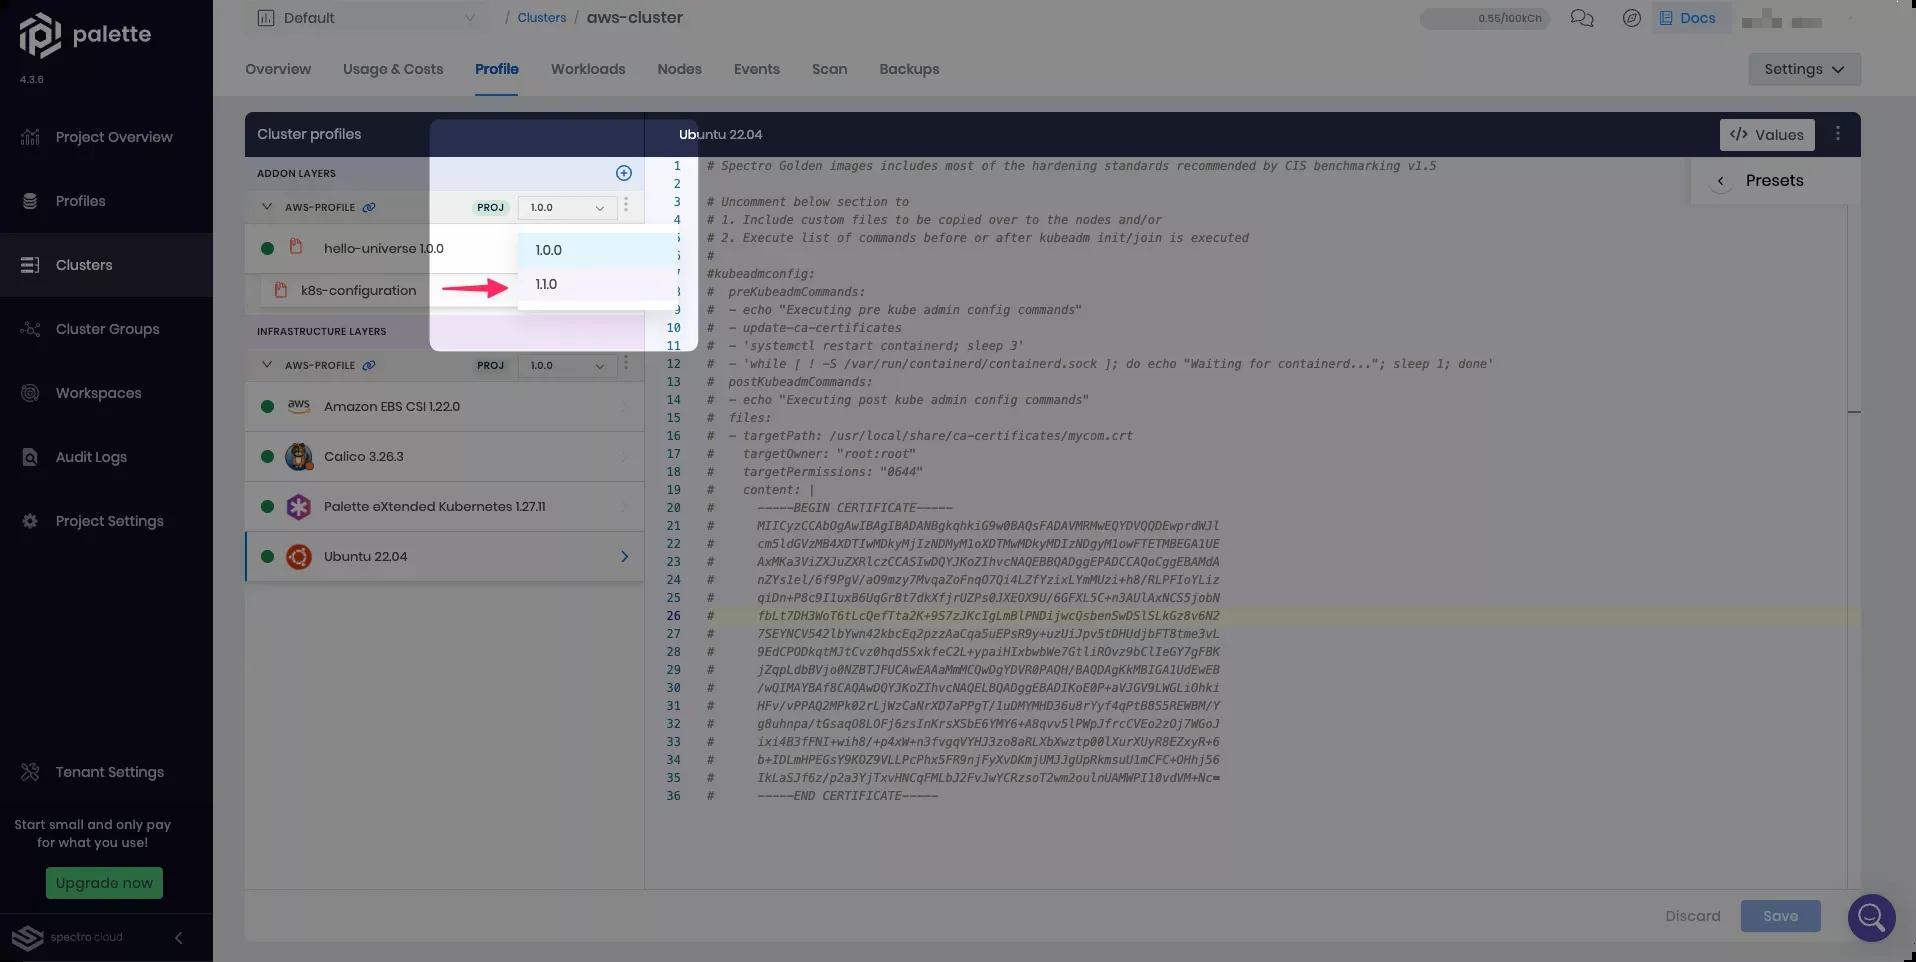 palette
4.3.6
Project Overview
Profiles
Clusters
Cluster Groups
Workspaces
Audit Logs
Project Settings
Tenant Settings
Start small and only pay
for what you use!
Upgrade now
spectro cloud
Default
/ Clusters / aws-cluster
0.55/100kCh
Docs
Overview
Usage & Costs
Profile
Workloads
Nodes
Events
Scan
Backups
Settings
Cluster profiles
ADDON LAYERS
AWS-PROFILE PROJ 1.0.0
1.0.0
1.1.0
hello-universe 1.0.0
k8s-configuration
INFRASTRUCTURE LAYERS
AWS-PROFILE PROJ 1.0.0
Amazon EBS CSI 1.22.0
aws
Calico 3.26.3
Palette eXtended Kubernetes 1.27.11
Ubuntu 22.04
Ubuntu 22.04
</> Values
Presets
1 # Spectro Golden images includes most of the hardening standards recommended by CIS benchmarking v1.5
2
3 # Uncomment below section to
4 # 1. Include custom files to be copied over to the nodes and/or
# 2. Execute list of commands before or after kubeadm init/join is executed
#
#kubeadmconfig:
#   preKubeadmCommands:
9 #   - echo "Executing pre kube admin config commands"
10 #   - update-ca-certificates
11 #   - 'systemctl restart containerd; sleep 3'
12 #   - 'while [ ! -S /var/run/containerd/containerd.sock ]; do echo "Waiting for containerd..."; sleep 1; done'
13 #   postKubeadmCommands:
14 #   - echo "Executing post kube admin config commands"
15 #   files:
16 #   - targetPath: /usr/local/share/ca-certificates/mycom.crt
17 #     targetOwner: "root:root"
18 #     targetPermissions: "0644"
19 #     content: |
20 #       -----BEGIN CERTIFICATE-----
21 #       MIICyzCCAbOgAwIBAgIBADANBgkqhkiG9w0BAQsFADAVMRMwEQYDVQQDEwprdWJl
22 #       cm5ldGVzMB4XDTIwMDkyMjIzNDMyM1oXDTMwMDkyMDIzNDgyM1owFTETMBEGA1UE
23 #       AxMKa3ViZXJuZXRlczCCASIwDQYJKoZIhvcNAQEBBQADggEPADCCAQoCggEBAMdA
24 #       nZYs1el/6f9PgV/aO9mzy7MvqaZoFnqO7Qi4LZfYzixLYmMUzi+h8/RLPFIoYLiz
25 #       qiDn+P8c9I1uxB6UqGrBt7dkXfjrUZPs0JXEOX9U/6GFXL5C+n3AUlAxNCS5jobN
26 #       fbLt7DH3WoT6tLcQefTta2K+9S7zJKcIgLmBlPNDijwcQsbenSwDSlSLkGz8v6N2
27 #       7SEYNCV542lbYwn42kbcEq2pzzAaCqa5uEPsR9y+uzUiJpv5tDHUdjbFT8tme3vL
28 #       9EdCPODkqtMJtCvz0hqd5SxkfeC2L+ypaiHIxbwbWe7GtliROvz9bClIeGY7gFBK
29 #       jZqpLdbBVjo0NZBTJFUCAwEAAaMmMCQwDgYDVR0PAQH/BAQDAgKkMBIGA1UdEwEB
30 #       /wQIMAYBAf8CAQAwDQYJKoZIhvcNAQELBQADggEBADIKoE0P+aVJGV9LWGLiOhki
31 #       HFv/vPPAQ2MPk02rLjWzCaNrXD7aPPgT/1uDMYMHD36u8rYyf4qPtB8S5REWBM/Y
32 #       g8uhnpa/tGsaqO8LOFj6zsInKrsXSbE6YMY6+A8qvv5lPWpJfrcCVEo2zOj7WGoJ
33 #       ixi4B3fFNI+wih8/+p4xW+n3fvgqVYHJ3zo8aRLXbXwztp00lXurXUyR8EZxyR+6
34 #       b+IDLmHPEGsY9KOZ9VLLPcPhx5FR9njFyXvDKmjUMJJgUpRkmsuU1mCFC+OHhj56
35 #       IkLaSJf6z/p2a3YjTxvHNCqFMLbJ2FvJwYCRzsoT2wm2oulnUAMWPI10vdVM+Nc=
36 #       -----END CERTIFICATE-----
Discard
Save